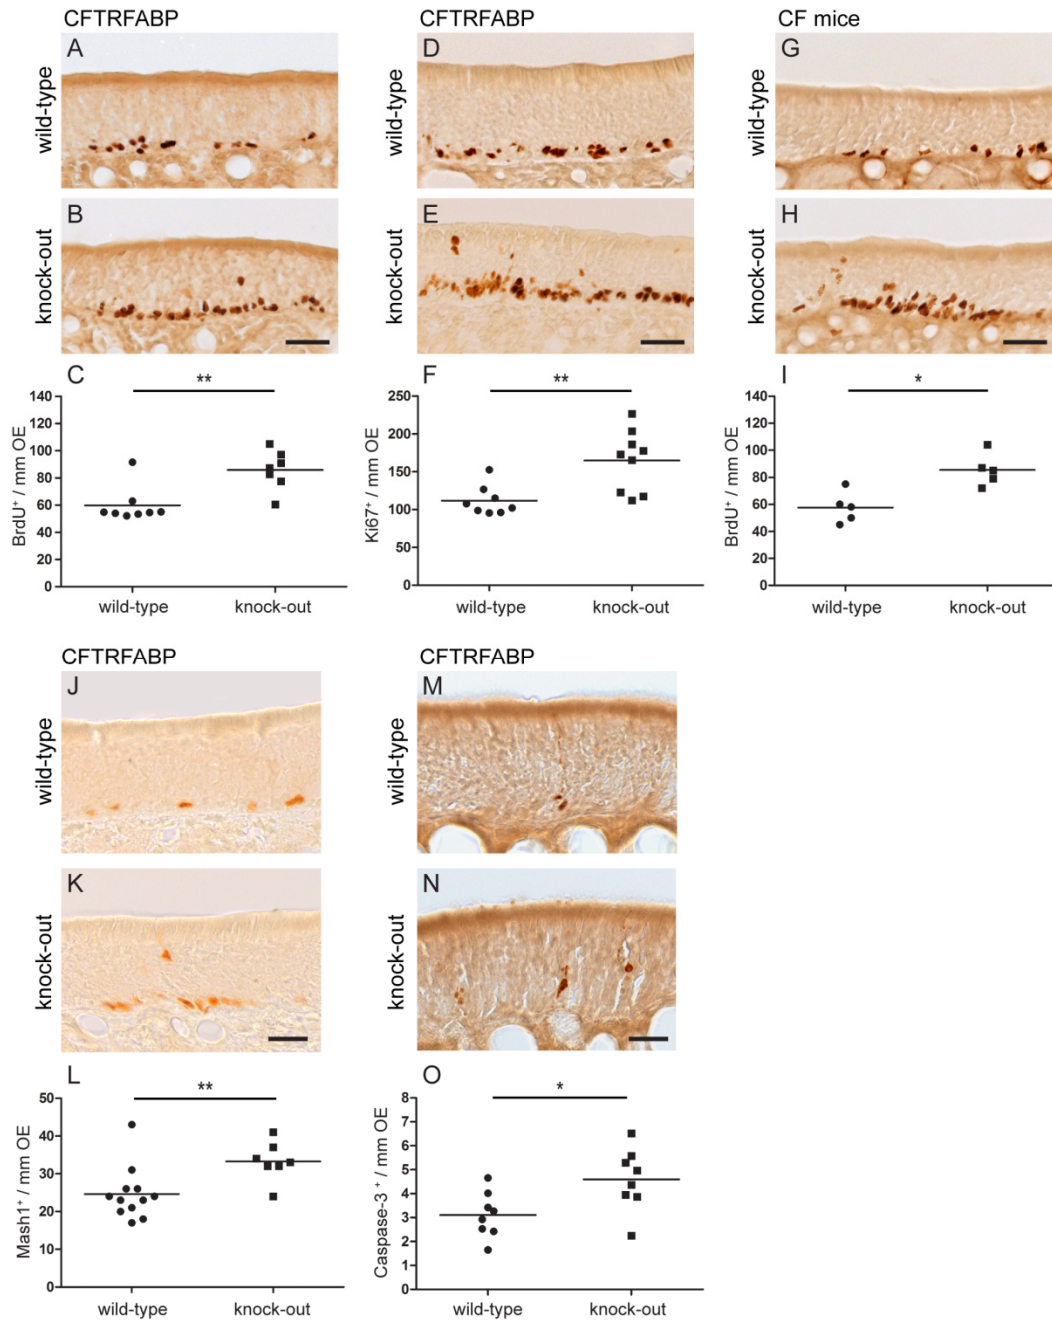 CFTRFABP
CFTRFABP
CF mice
A
D
G
wild-type
wild-type
wild-type
B
E
H
knock-out
knock-out
knock-out
C
**
BrdU⁺ / mm OE
140
120
100
80
60
40
20
0
wild-type
knock-out
F
**
Ki67⁺ / mm OE
250
200
150
100
50
0
wild-type
knock-out
I
*
BrdU⁺ / mm OE
140
120
100
80
60
40
20
0
wild-type
knock-out
CFTRFABP
CFTRFABP
J
M
wild-type
wild-type
K
N
knock-out
knock-out
L
**
Mash1⁺ / mm OE
50
40
30
20
10
0
wild-type
knock-out
O
*
Caspase-3 ⁺ / mm OE
8
7
6
5
4
3
2
1
0
wild-type
knock-out